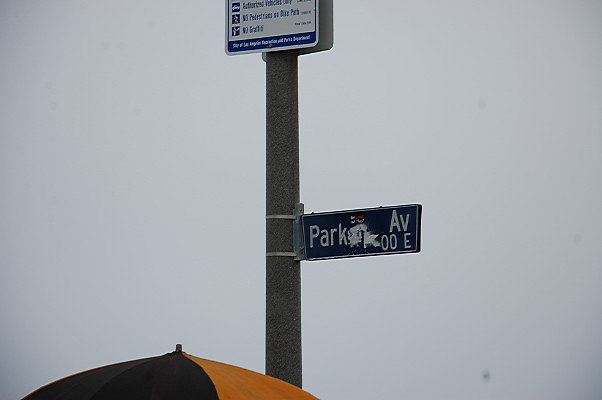 Authorized Vehicles Only
NO Pedestrians on Bike Path
NO Graffiti
City of Los Angeles Recreation and Parks Department
Park Av
00 E